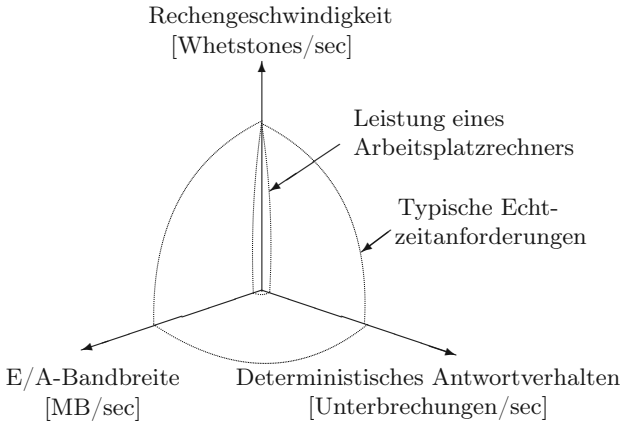 Rechengeschwindigkeit
[Whetstones/sec]
Leistung eines
Arbeitsplatzrechners
Typische Echt-
zeitanforderungen
E/A-Bandbreite
[MB/sec]
Deterministisches Antwortverhalten
[Unterbrechungen/sec]